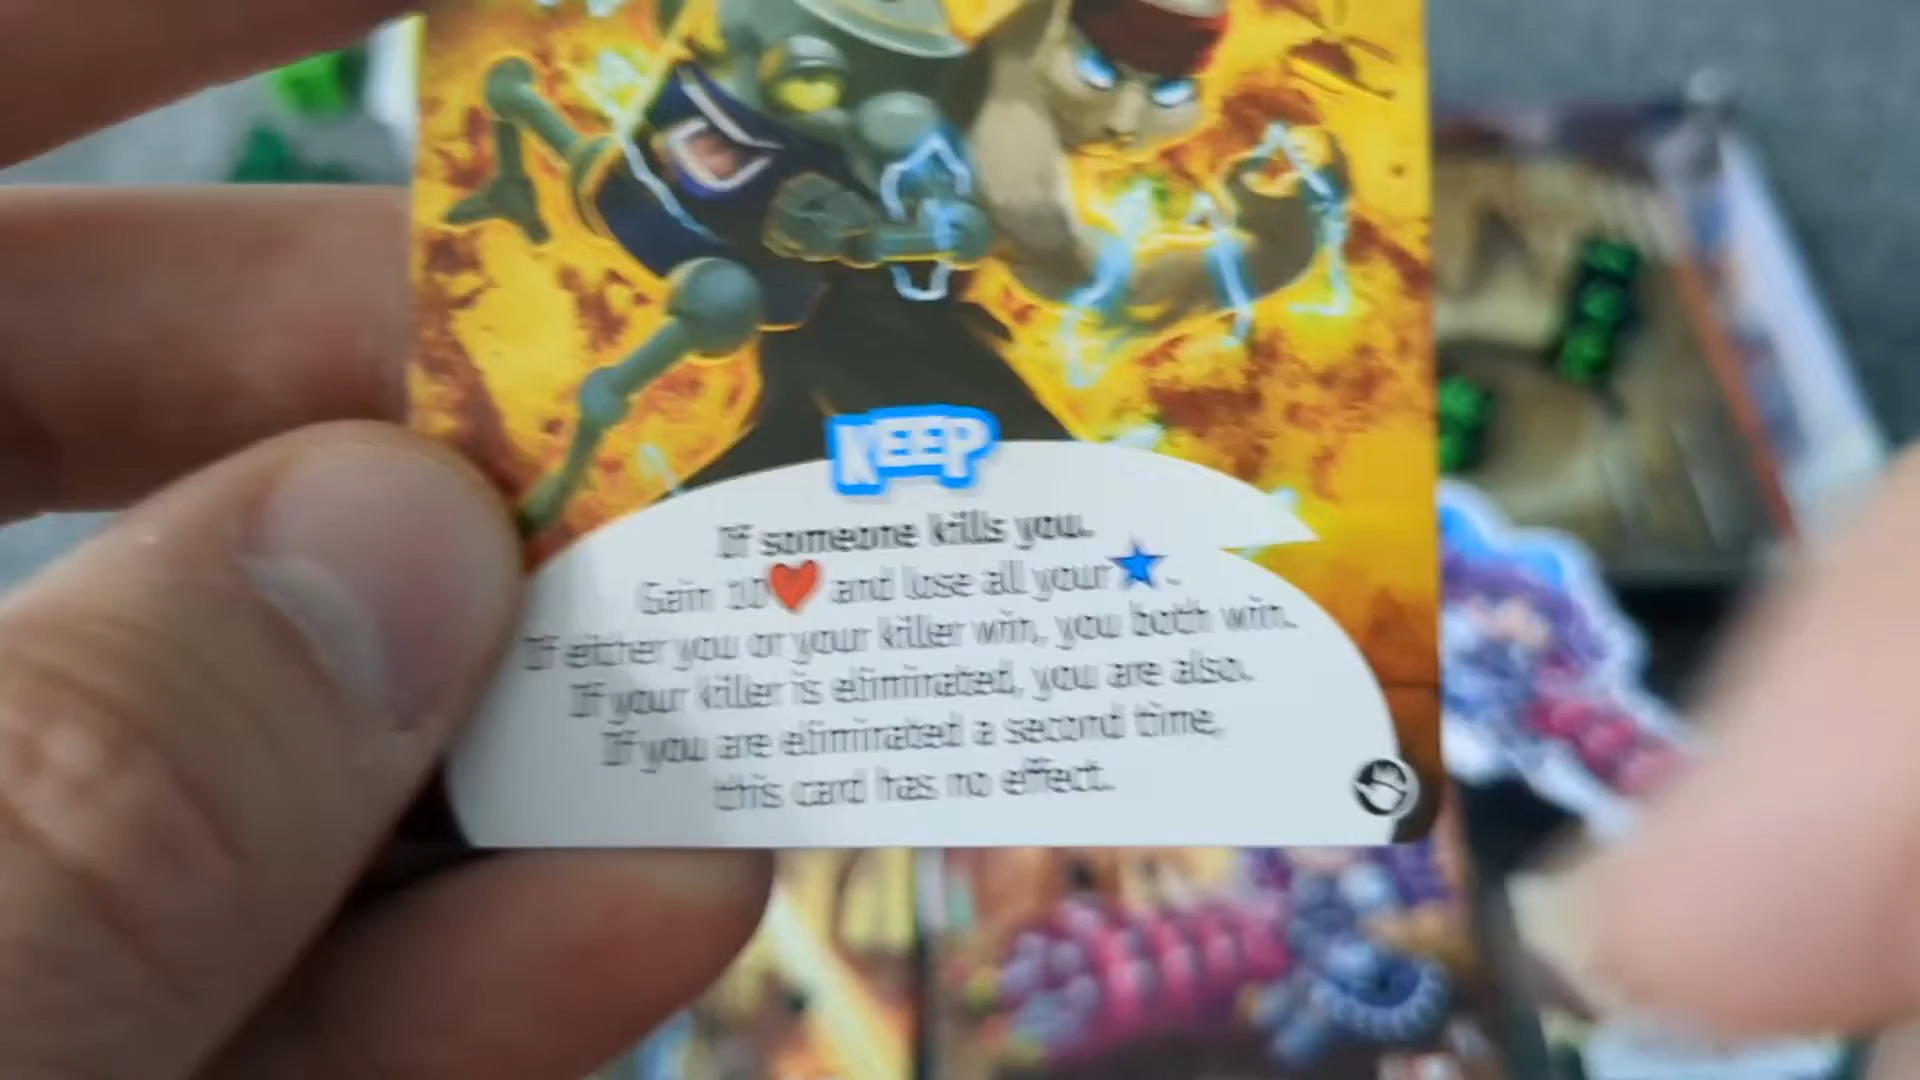 KEEP
If someone kills you.
Gain 10 and lose all your .
If either you or your killer win, you both win.
If your killer is eliminated, you are also.
If you are eliminated a second time,
this card has no effect.